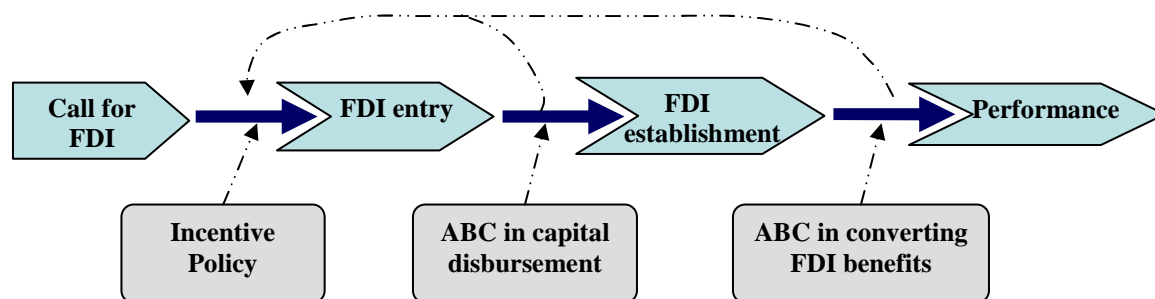 Call for
FDI
FDI entry
FDI
establishment
Performance
Incentive
Policy
ABC in capital
disbursement
ABC in converting
FDI benefits